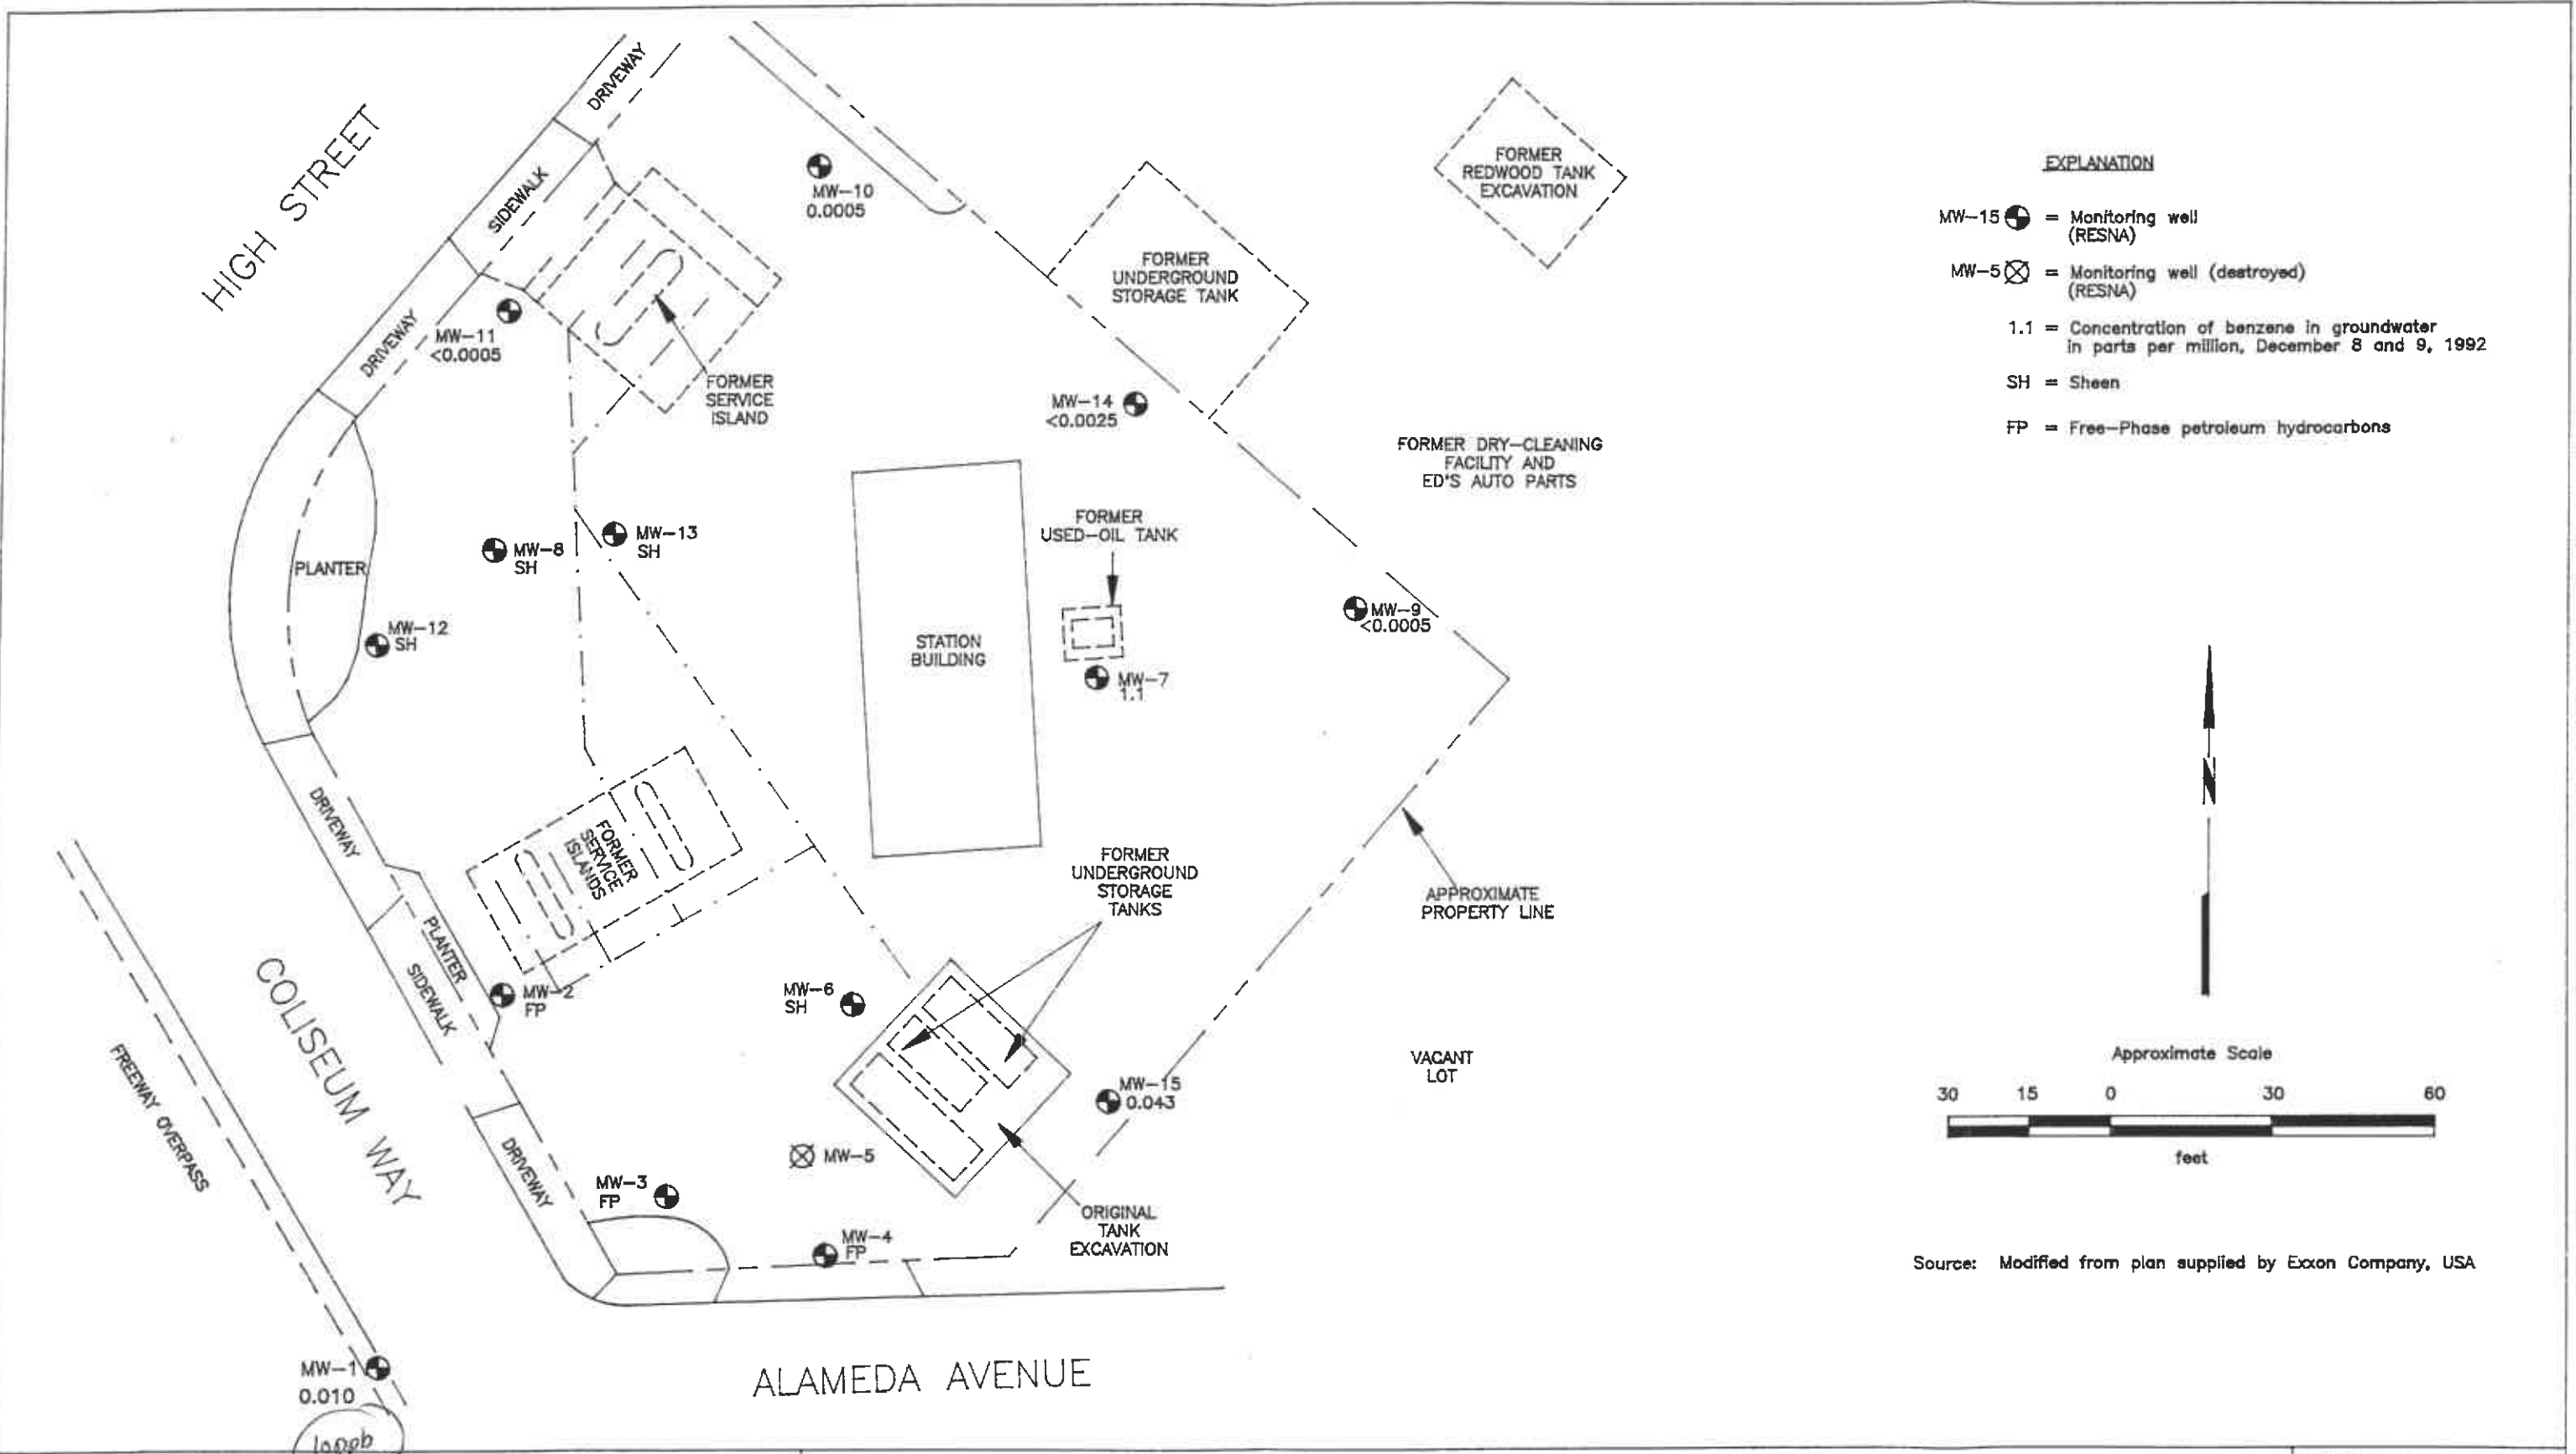 HIGH STREET
DRIVEWAY
SIDEWALK
DRIVEWAY
PLANTER
DRIVEWAY
PLANTER
SIDEWALK
DRIVEWAY
COLISEUM WAY
FREEWAY OVERPASS
ALAMEDA AVENUE
MW-10
0.0005
MW-11
<0.0005
FORMER
SERVICE
ISLAND
MW-14
<0.0025
FORMER
UNDERGROUND
STORAGE TANK
FORMER
REDWOOD TANK
EXCAVATION
FORMER DRY-CLEANING
FACILITY AND
ED'S AUTO PARTS
MW-8
SH
MW-13
SH
MW-12
SH
STATION
BUILDING
FORMER
USED-OIL TANK
MW-7
1.1
MW-9
<0.0005
FORMER
SERVICE
ISLANDS
FORMER
UNDERGROUND
STORAGE
TANKS
APPROXIMATE
PROPERTY LINE
MW-2
FP
MW-6
SH
VACANT
LOT
MW-15
0.043
MW-5
MW-3
FP
MW-4
FP
ORIGINAL
TANK
EXCAVATION
MW-1
0.010
10ppb
EXPLANATION
MW-15 = Monitoring well
(RESNA)
MW-5 = Monitoring well (destroyed)
(RESNA)
1.1 = Concentration of benzene in groundwater
in parts per million, December 8 and 9, 1992
SH = Sheen
FP = Free-Phase petroleum hydrocarbons
N
Approximate Scale
30 15 0 30 60
feet
Source: Modified from plan supplied by Exxon Company, USA